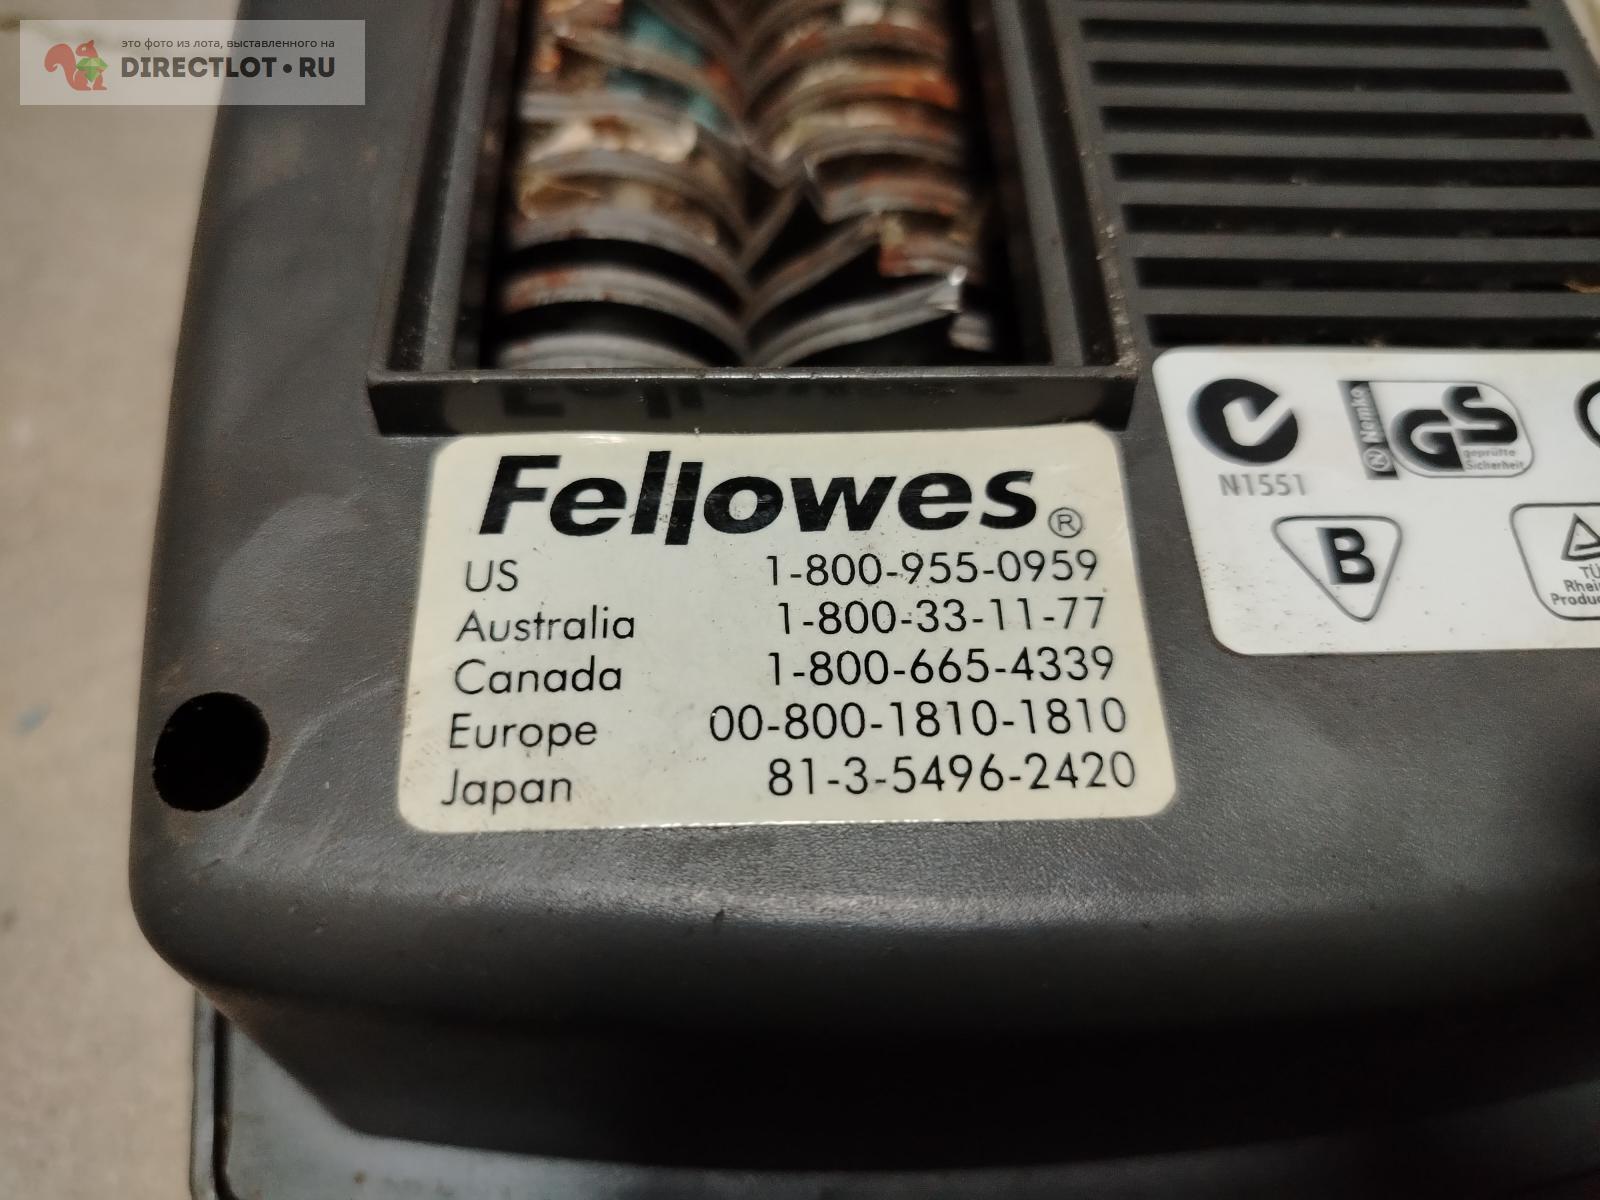 это фото из лота, выставленного на
DIRECTLOT•RU
Fellowes®
US 1-800-955-0959
Australia 1-800-33-11-77
Canada 1-800-665-4339
Europe 00-800-1810-1810
Japan 81-3-5496-2420
N1551
N Nemko
GS
geprüfte
Sicherheit
B